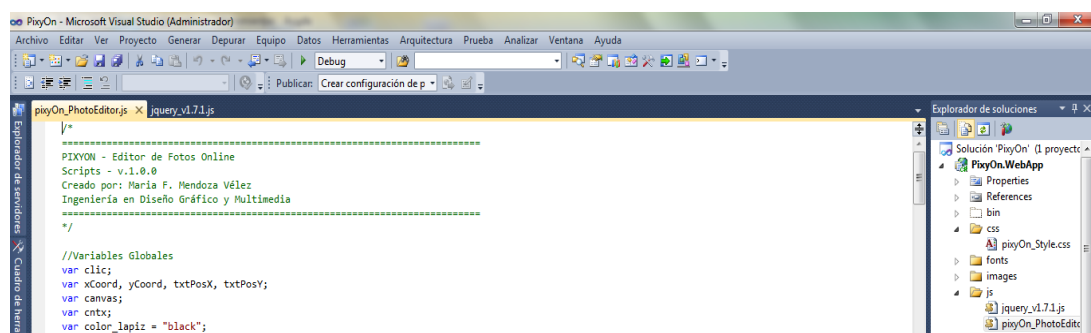 PixyOn - Microsoft Visual Studio (Administrador)
Archivo Editar Ver Proyecto Generar Depurar Equipo Datos Herramientas Arquitectura Prueba Analizar Ventana Ayuda
Debug
Publicar: Crear configuración de p
pixyOn_PhotoEditor.js jquery_v1.7.1.js
Explorador de servidores
Cuadro de herra
/*
==========================================================================
PIXYON - Editor de Fotos Online
Scripts - v.1.0.0
Creado por: Maria F. Mendoza Vélez
Ingeniería en Diseño Gráfico y Multimedia
==========================================================================
*/
//Variables Globales
var clic;
var xCoord, yCoord, txtPosX, txtPosY;
var canvas;
var cntx;
var color_lapiz = "black";
Explorador de soluciones
Solución 'PixyOn' (1 proyecto
PixyOn.WebApp
Properties
References
bin
css
pixyOn_Style.css
fonts
images
js
jquery_v1.7.1.js
pixyOn_PhotoEdito